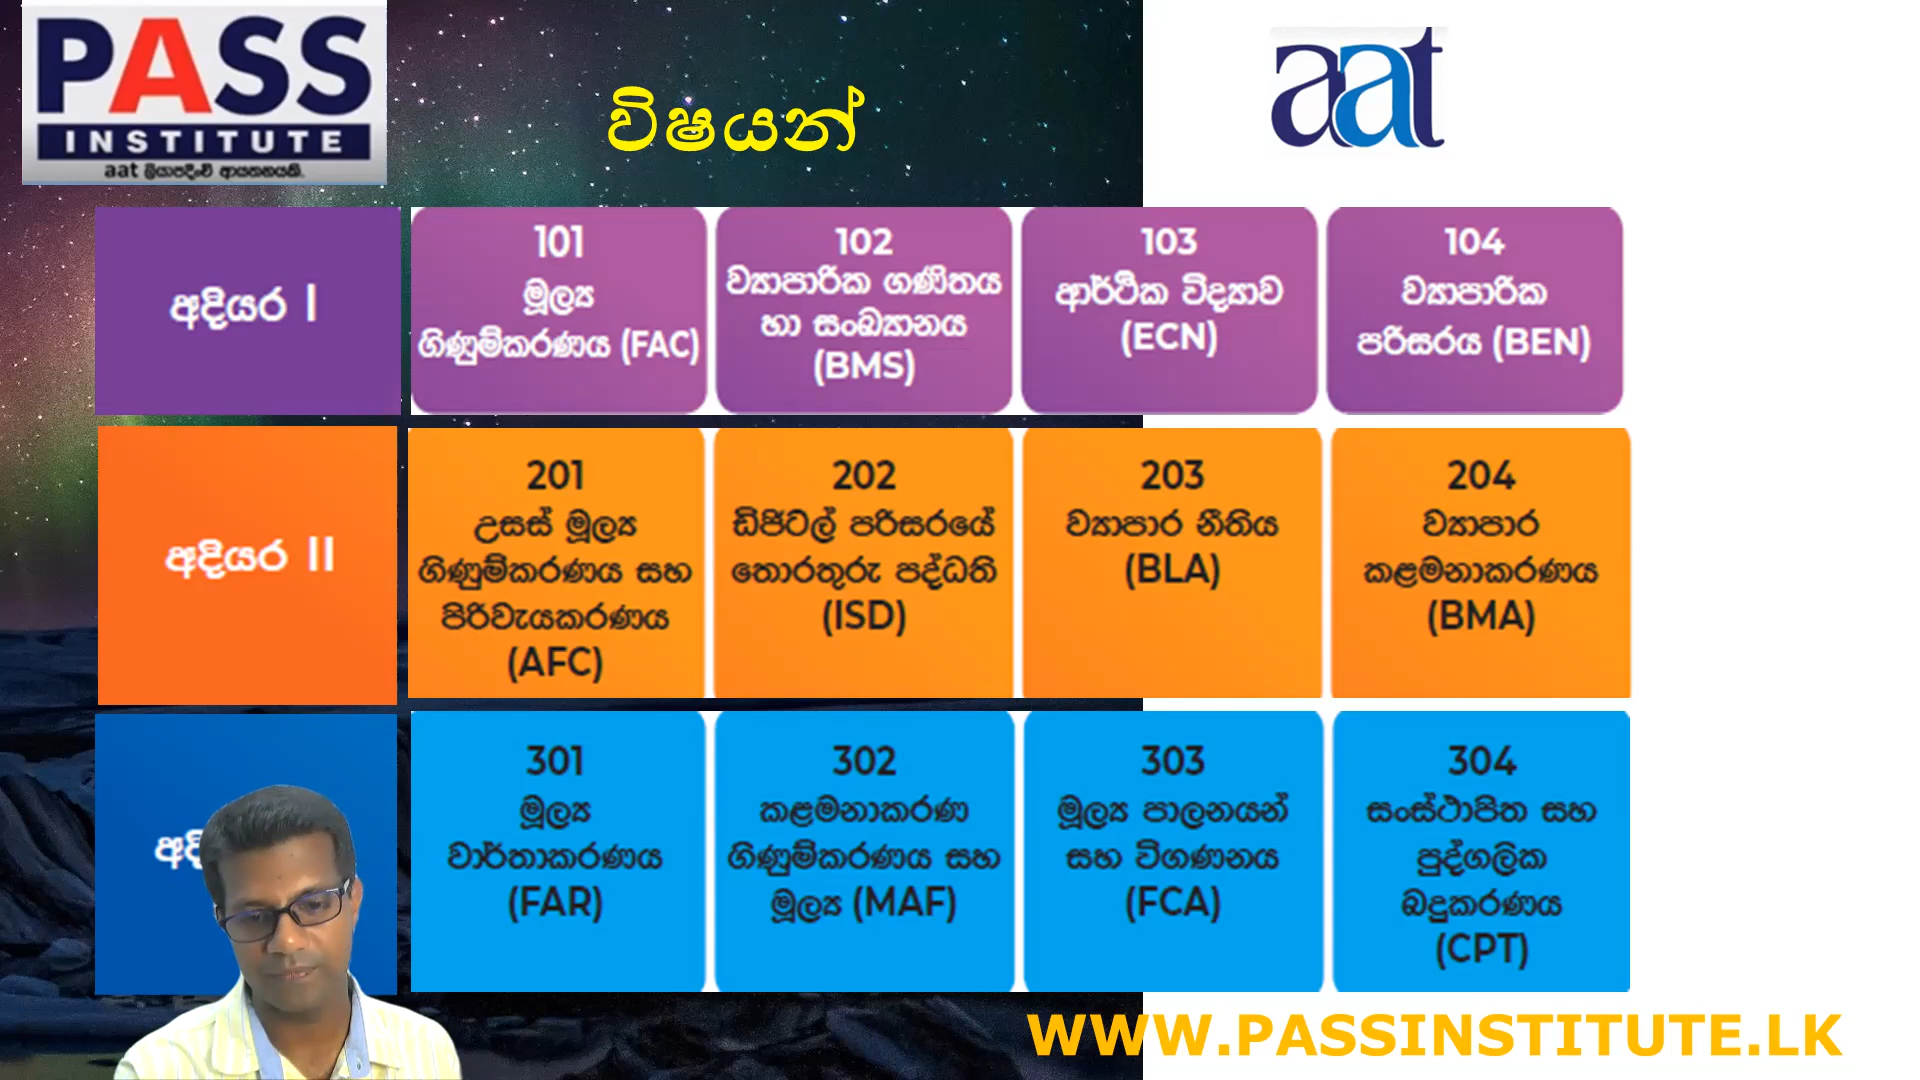 PASS
INSTITUTE
aat ලියාපදිංචි ආයතනයකි.
විෂයන්
aat
අදියර I
101
මූල්‍ය
ගිණුම්කරණය (FAC)
102
ව්‍යාපාරික ගණිතය
හා සංඛ්‍යානය
(BMS)
103
ආර්ථික විද්‍යාව
(ECN)
104
ව්‍යාපාරික
පරිසරය (BEN)
අදියර II
201
උසස් මූල්‍ය
ගිණුම්කරණය සහ
පිරිවැයකරණය
(AFC)
202
ඩිජිටල් පරිසරයේ
තොරතුරු පද්ධති
(ISD)
203
ව්‍යාපාර නීතිය
(BLA)
204
ව්‍යාපාර
කළමනාකරණය
(BMA)
301
මූල්‍ය
වාර්තාකරණය
(FAR)
302
කළමනාකරණ
ගිණුම්කරණය සහ
මූල්‍ය (MAF)
303
මූල්‍ය පාලනයන්
සහ විගණනය
(FCA)
304
සංස්ථාපිත සහ
පුද්ගලික
බදුකරණය
(CPT)
WWW.PASSINSTITUTE.LK